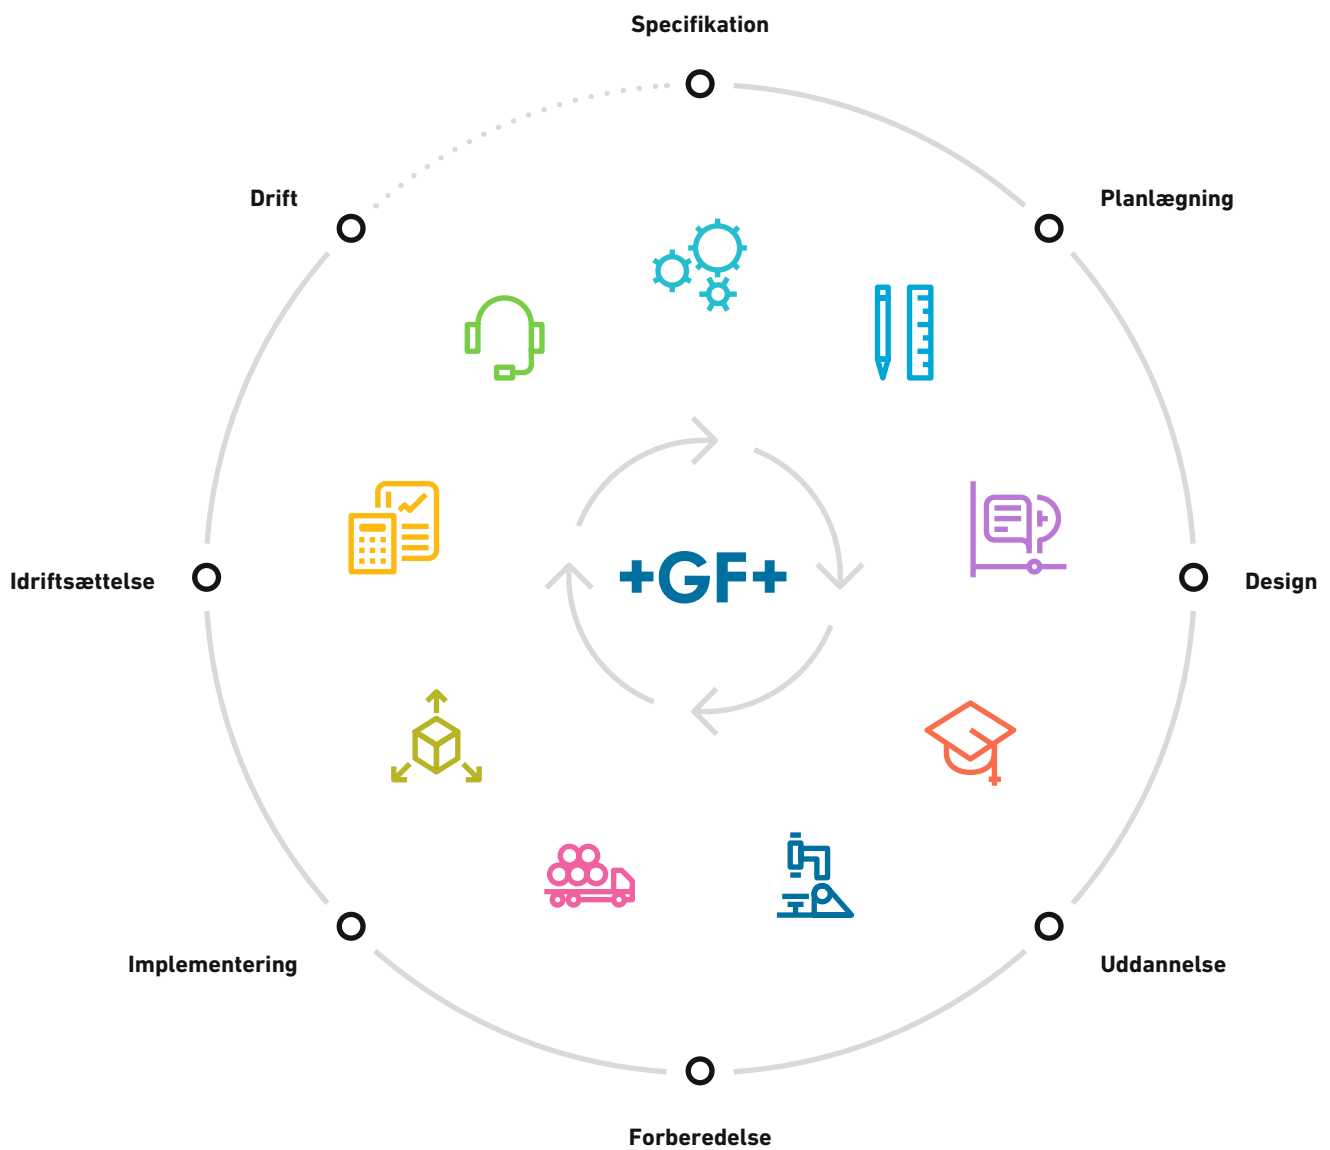 Specifikation
Drift
Planlægning
+GF+
Idriftsættelse
Design
Implementering
Uddannelse
Forberedelse